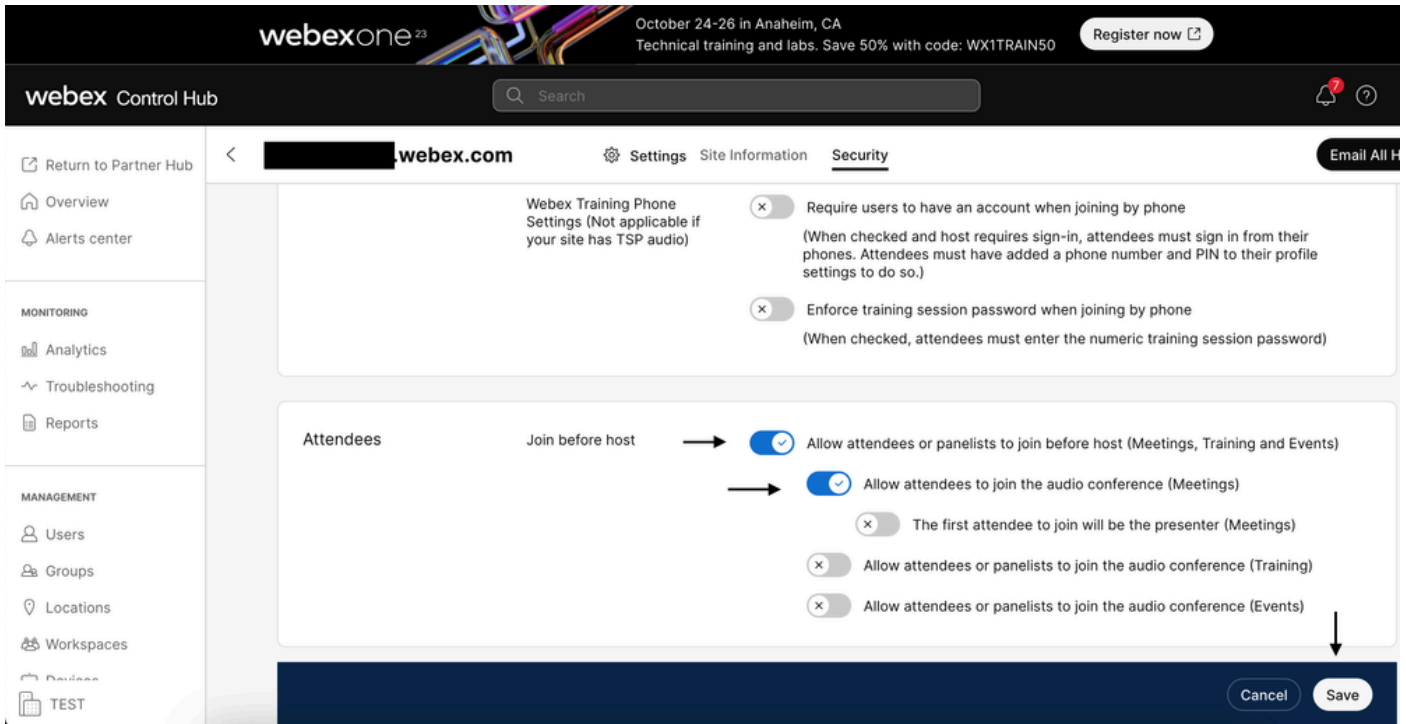 webexone23
October 24-26 in Anaheim, CA
Technical training and labs. Save 50% with code: WX1TRAIN50
Register now
webex Control Hub
Search
7
?
Return to Partner Hub
Overview
Alerts center
MONITORING
Analytics
Troubleshooting
Reports
MANAGEMENT
Users
Groups
Locations
Workspaces
Devices
TEST
.webex.com
Settings
Site Information
Security
Email All H
Webex Training Phone
Settings (Not applicable if
your site has TSP audio)
Require users to have an account when joining by phone
(When checked and host requires sign-in, attendees must sign in from their
phones. Attendees must have added a phone number and PIN to their profile
settings to do so.)
Enforce training session password when joining by phone
(When checked, attendees must enter the numeric training session password)
Attendees
Join before host
Allow attendees or panelists to join before host (Meetings, Training and Events)
Allow attendees to join the audio conference (Meetings)
The first attendee to join will be the presenter (Meetings)
Allow attendees or panelists to join the audio conference (Training)
Allow attendees or panelists to join the audio conference (Events)
Cancel
Save